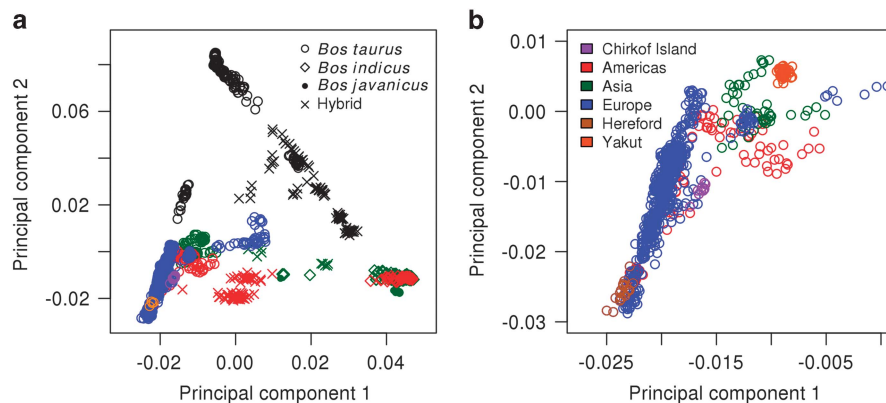 a
Principal component 2
0.06
0.02
-0.02
-0.02
0.00
0.02
0.04
Principal component 1
Bos taurus
Bos indicus
Bos javanicus
Hybrid
b
Principal component 2
0.01
0.00
-0.01
-0.02
-0.03
-0.025
-0.015
-0.005
Principal component 1
Chirkof Island
Americas
Asia
Europe
Hereford
Yakut